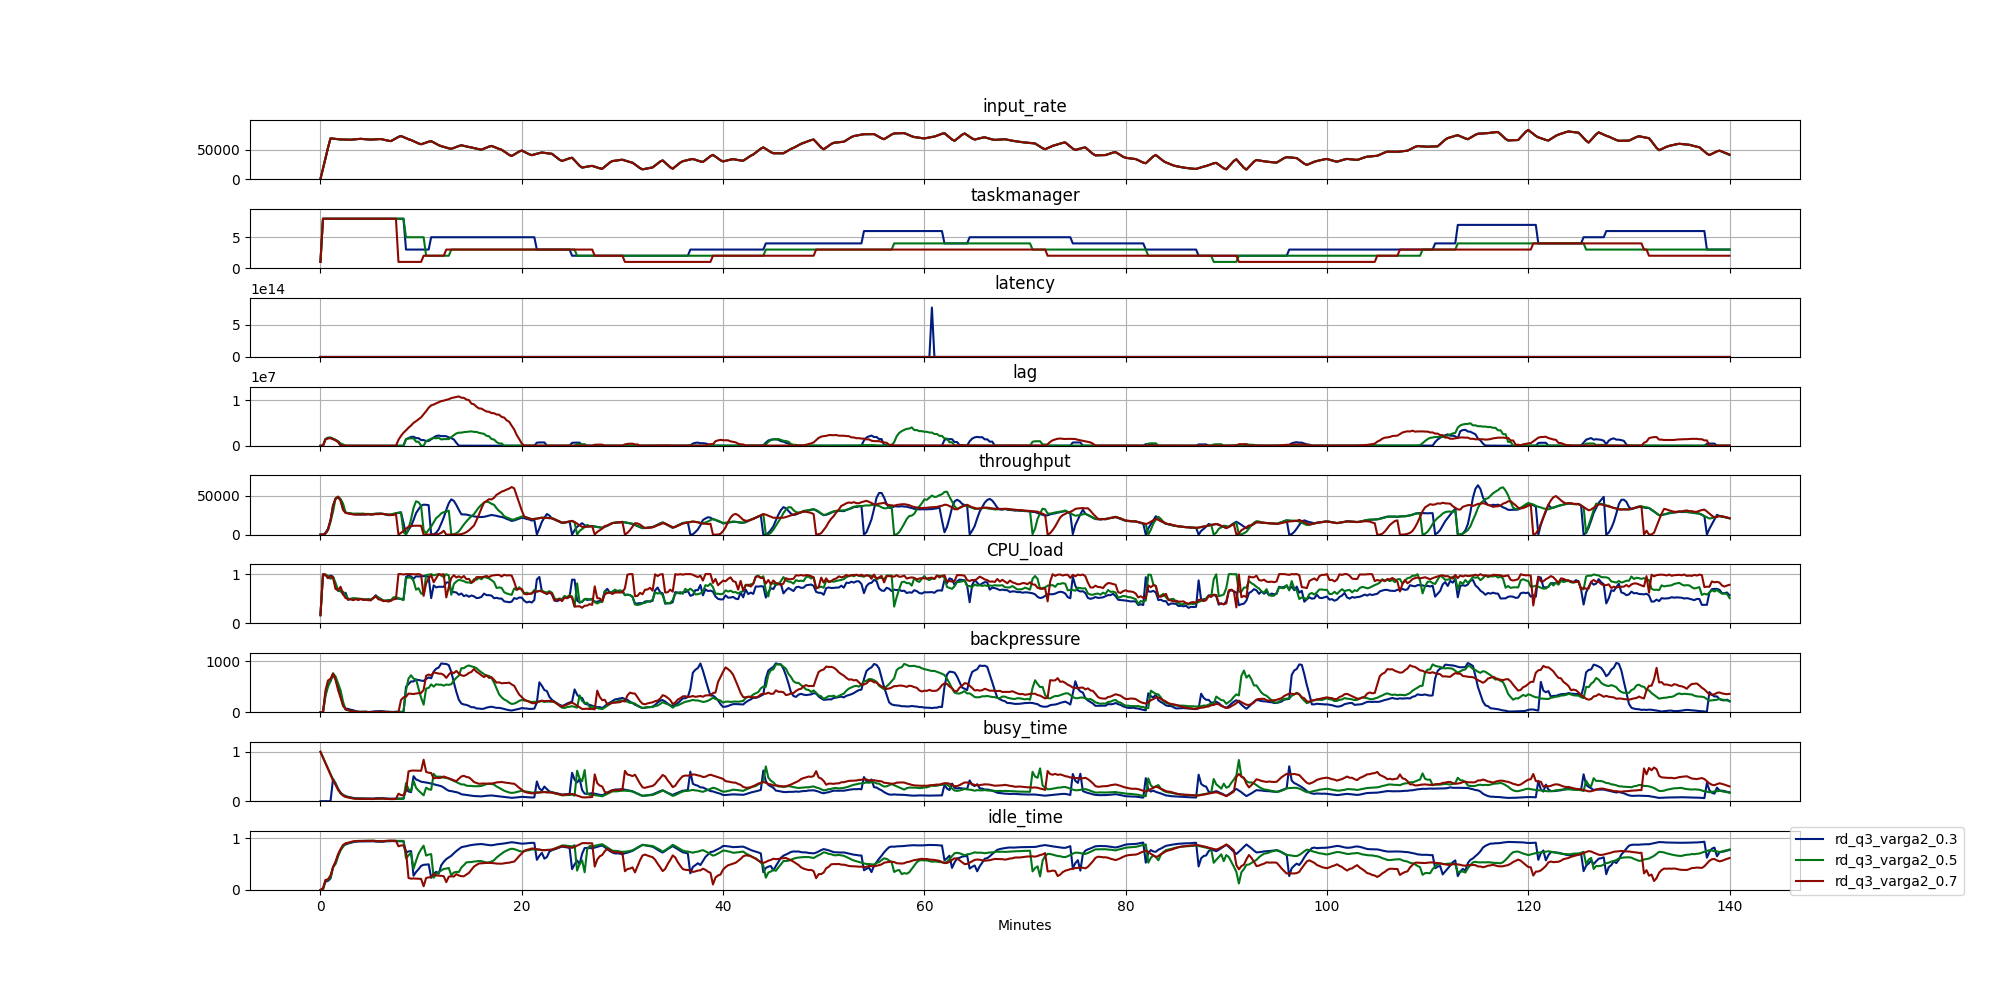 input_rate
50000
0
taskmanager
5
0
1e14
latency
5
0
1e7
lag
1
0
throughput
50000
0
CPU_load
1
0
backpressure
1000
0
busy_time
1
0
idle_time
1
0
0 20 40 60 80 100 120 140
Minutes
rd_q3_varga2_0.3
rd_q3_varga2_0.5
rd_q3_varga2_0.7